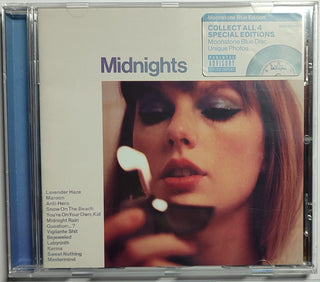 Moonstone Blue Edition
COLLECT ALL 4
SPECIAL EDITIONS
Moonstone Blue Disc
Unique Photos
PARENTAL
ADVISORY
EXPLICIT CONTENT
Midnights
Lavender Haze
Maroon
Anti-Hero
Snow On The Beach
You're On Your Own, Kid
Midnight Rain
Question...?
Vigilante Shit
Bejeweled
Labyrinth
Karma
Sweet Nothing
Mastermind